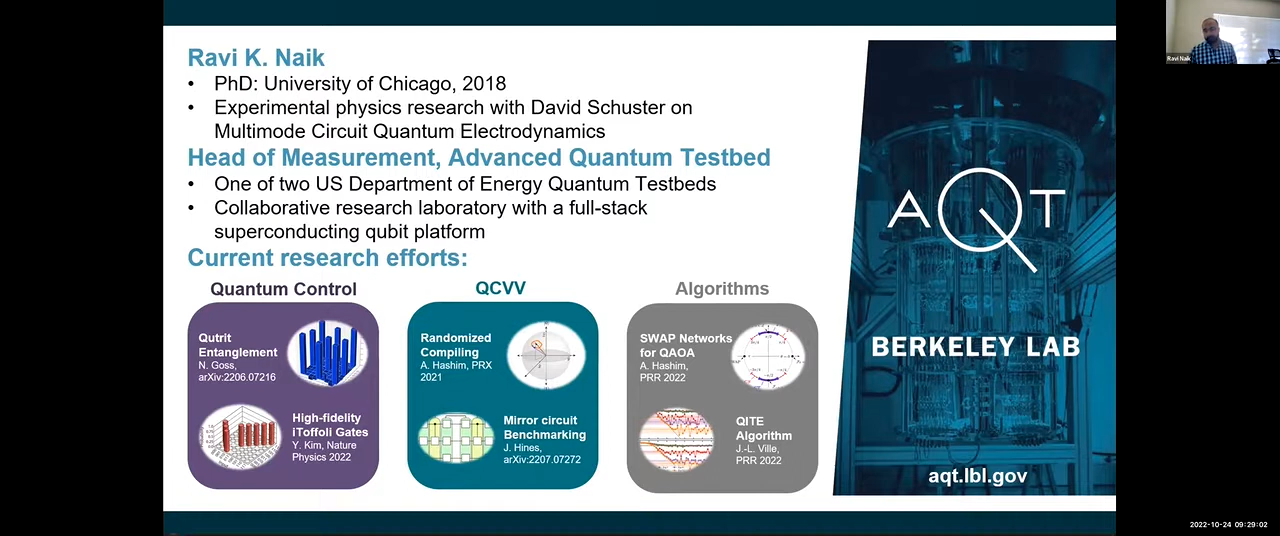 Ravi K. Naik
• PhD: University of Chicago, 2018
• Experimental physics research with David Schuster on
Multimode Circuit Quantum Electrodynamics
Head of Measurement, Advanced Quantum Testbed
• One of two US Department of Energy Quantum Testbeds
• Collaborative research laboratory with a full-stack
superconducting qubit platform
Current research efforts:
Quantum Control
Qutrit
Entanglement
N. Goss,
arXiv:2206.07216
High-fidelity
iToffoli Gates
Y. Kim, Nature
Physics 2022
QCVV
Randomized
Compiling
A. Hashim, PRX
2021
Mirror circuit
Benchmarking
J. Hines,
arXiv:2207.07272
Algorithms
SWAP Networks
for QAOA
A. Hashim,
PRR 2022
QITE
Algorithm
J.-L. Ville,
PRR 2022
AQT
BERKELEY LAB
aqt.lbl.gov
Ravi Naik
2022-10-24 09:29:02